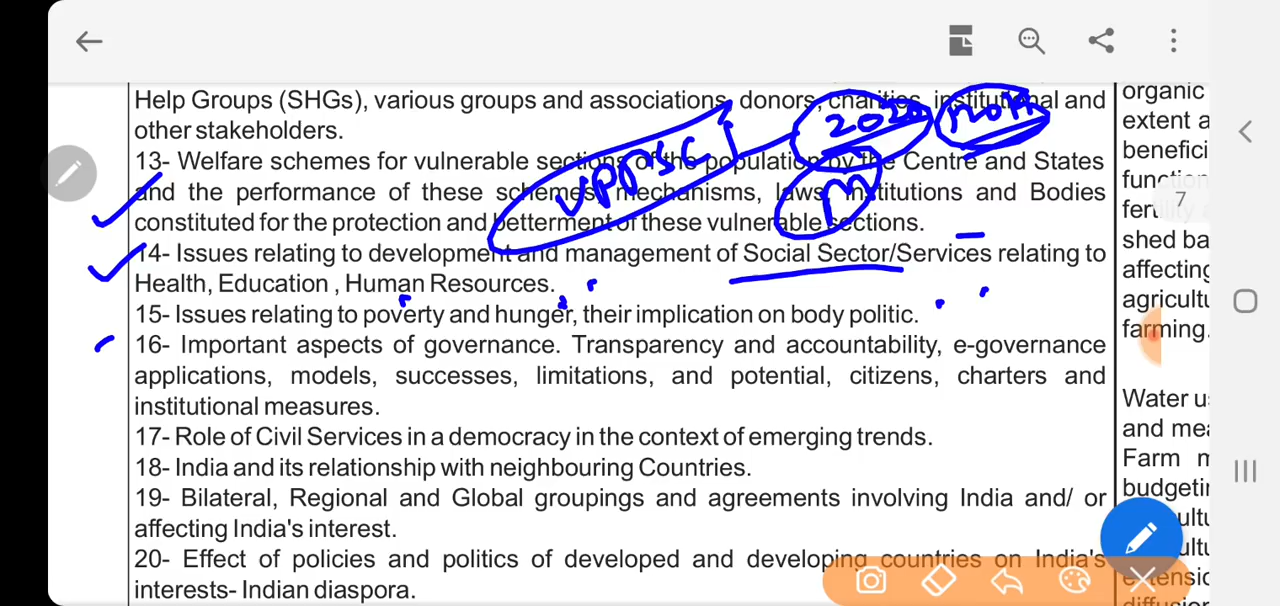 Help Groups (SHGs), various groups and associations, donors, charities, institutional and
other stakeholders.
13- Welfare schemes for vulnerable sections of the population by the Centre and States
and the performance of these schemes, mechanisms, laws, institutions and Bodies
constituted for the protection and betterment of these vulnerable sections.
14- Issues relating to development and management of Social Sector/Services relating to
Health, Education , Human Resources.
15- Issues relating to poverty and hunger, their implication on body politic.
16- Important aspects of governance. Transparency and accountability, e-governance
applications, models, successes, limitations, and potential, citizens, charters and
institutional measures.
17- Role of Civil Services in a democracy in the context of emerging trends.
18- India and its relationship with neighbouring Countries.
19- Bilateral, Regional and Global groupings and agreements involving India and/ or
affecting India's interest.
20- Effect of policies and politics of developed and developing countries on India's
interests- Indian diaspora.
UPPSC
M
organic
extent a
benefici
function
7
fertility
shed ba
affecting
agricultu
farming.
Water u
and mea
Farm m
budgetin